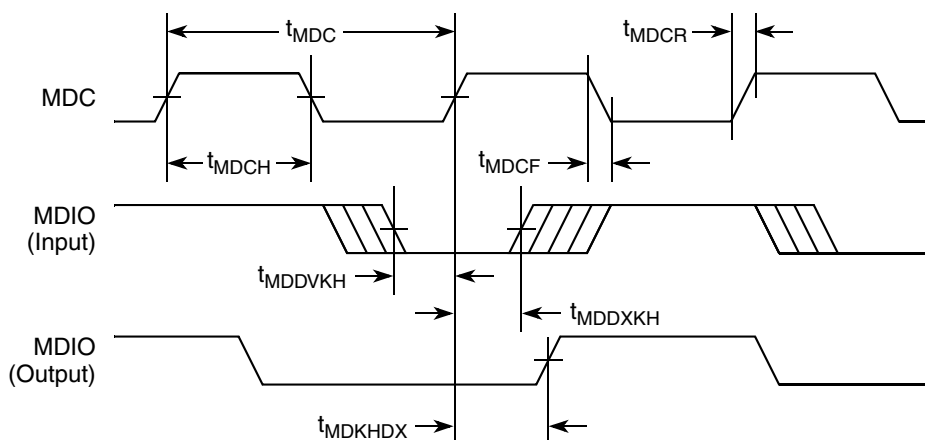 tMDC
tMDCR
MDC
tMDCH
tMDCF
MDIO
(Input)
tMDDVKH
tMDDXKH
MDIO
(Output)
tMDKHDX